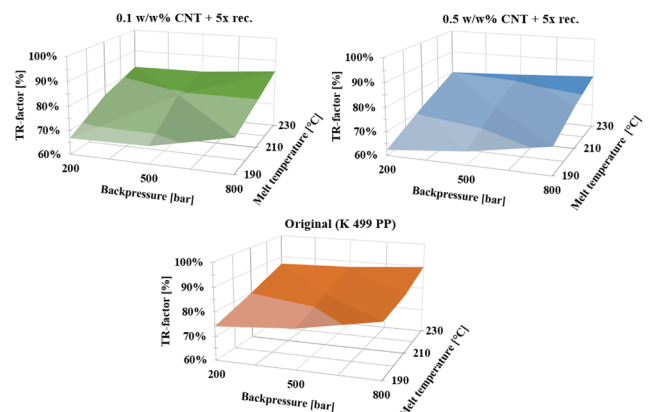 0.1 w/w% CNT + 5x rec.
100%
90%
80%
70%
60%
TR-factor [%]
200
500
800
Backpressure [bar]
190
210
230
Melt temperature [°C]
0.5 w/w% CNT + 5x rec.
100%
90%
80%
70%
60%
TR-factor [%]
200
500
800
Backpressure [bar]
190
210
230
Melt temperature [°C]
Original (K 499 PP)
100%
90%
80%
70%
60%
TR-factor [%]
200
500
800
Backpressure [bar]
190
210
230
Melt temperature [°C]